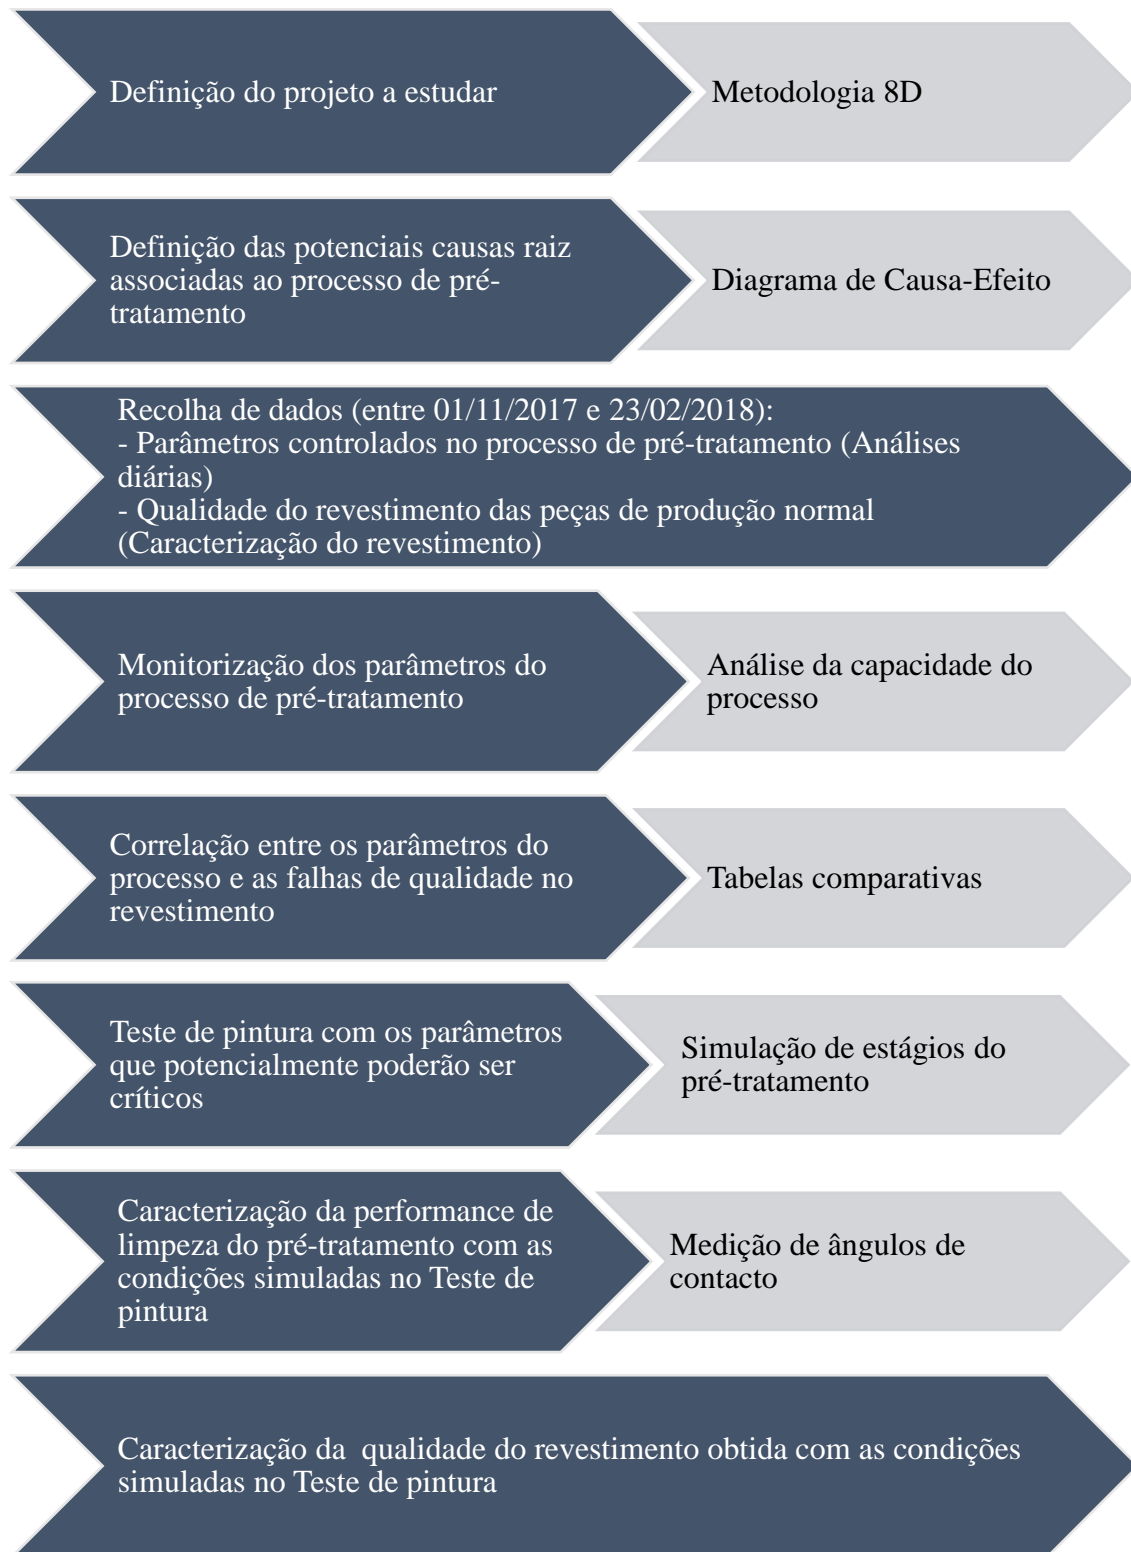 Definição do projeto a estudar
Metodologia 8D
Definição das potenciais causas raiz
associadas ao processo de pré-
tratamento
Diagrama de Causa-Efeito
Recolha de dados (entre 01/11/2017 e 23/02/2018):
- Parâmetros controlados no processo de pré-tratamento (Análises
diárias)
- Qualidade do revestimento das peças de produção normal
(Caracterização do revestimento)
Monitorização dos parâmetros do
processo de pré-tratamento
Análise da capacidade do
processo
Correlação entre os parâmetros do
processo e as falhas de qualidade no
revestimento
Tabelas comparativas
Teste de pintura com os parâmetros
que potencialmente poderão ser
críticos
Simulação de estágios do
pré-tratamento
Caracterização da performance de
limpeza do pré-tratamento com as
condições simuladas no Teste de
pintura
Medição de ângulos de
contacto
Caracterização da  qualidade do revestimento obtida com as condições
simuladas no Teste de pintura